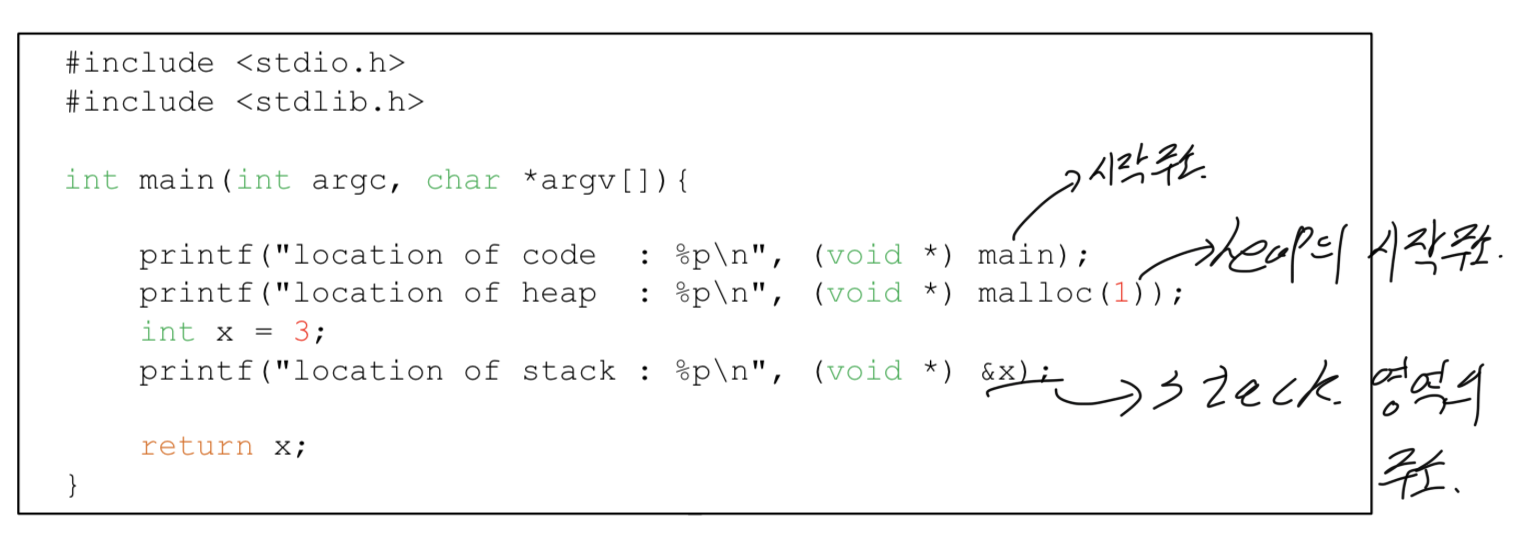 #include <stdio.h>
#include <stdlib.h>
int main(int argc, char *argv[]){
시작 주소.
printf("location of code  : %p\n", (void *) main);
heap의 시작 주소.
printf("location of heap  : %p\n", (void *) malloc(1));
int x = 3;
printf("location of stack : %p\n", (void *) &x);
stack 영역의
주소.
return x;
}